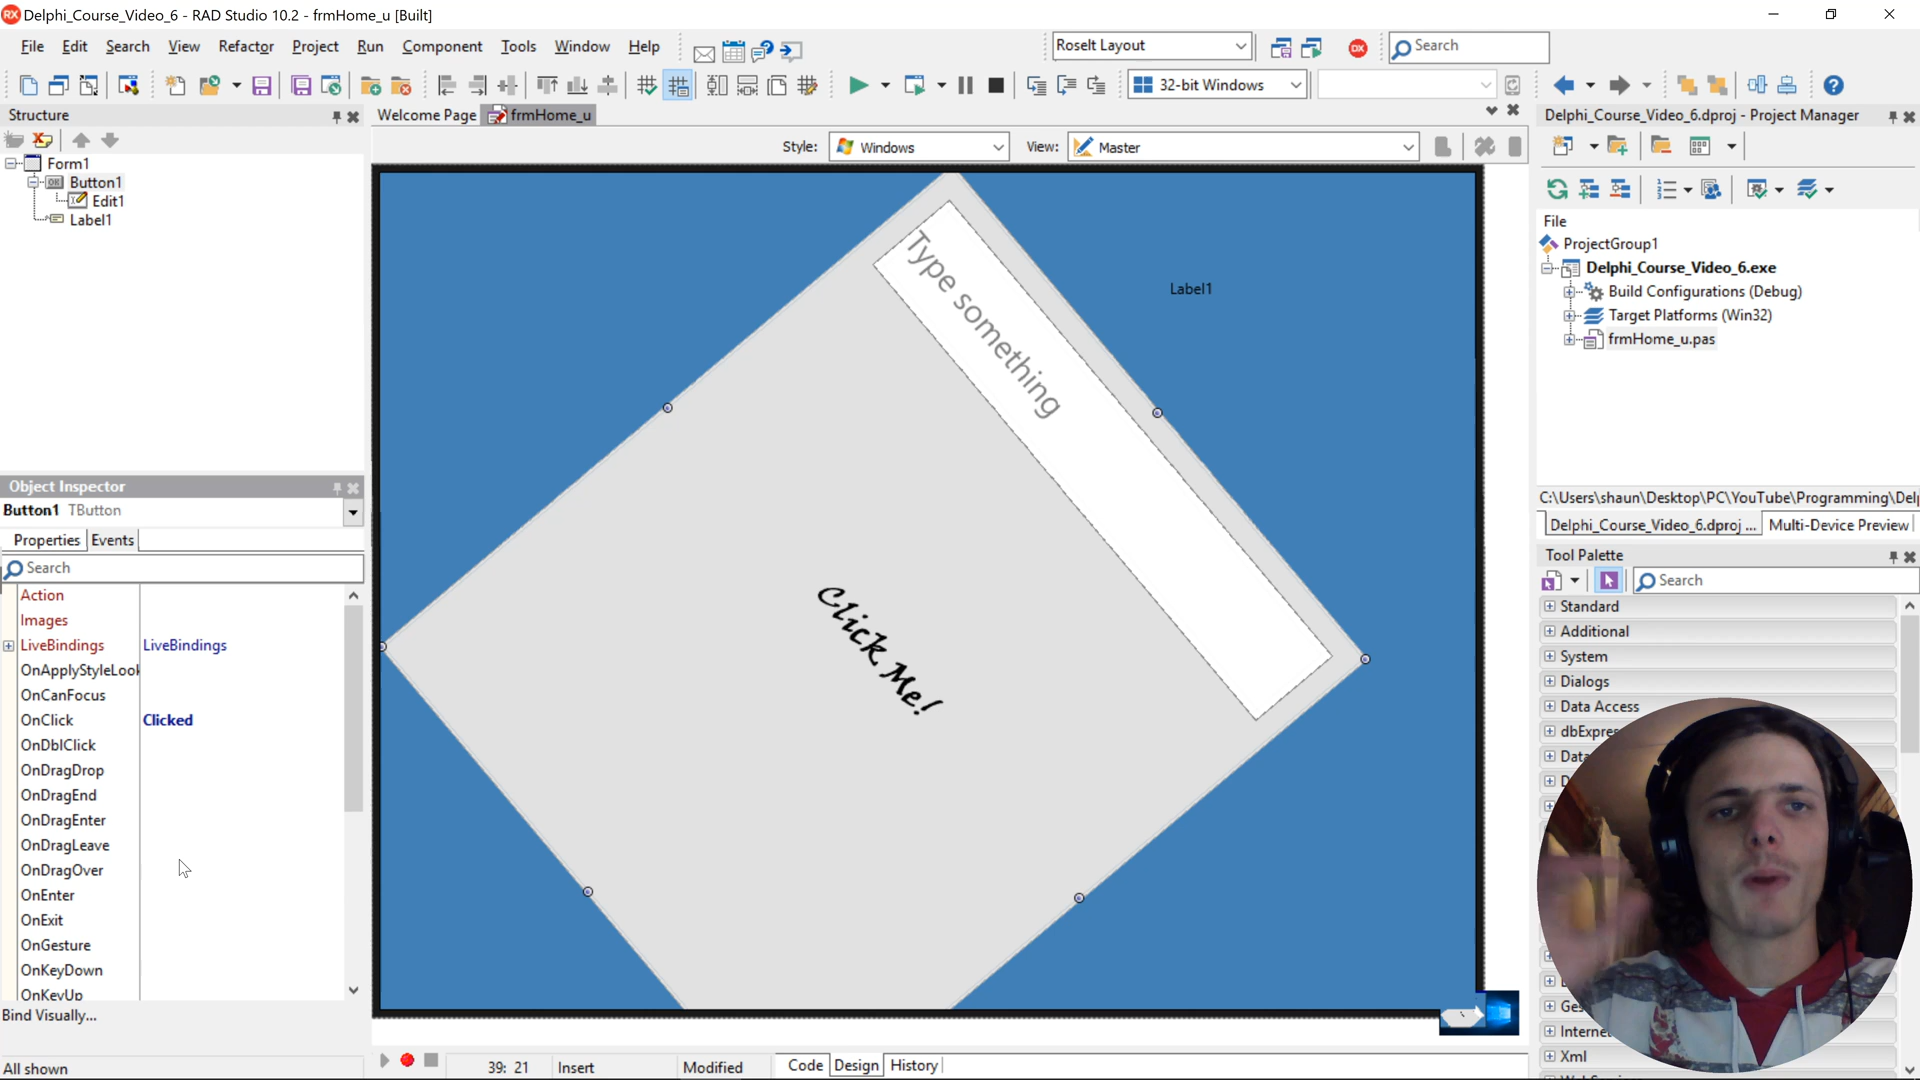 Delphi_Course_Video_6 - RAD Studio 10.2 - frmHome_u [Built]
File Edit Search View Refactor Project Run Component Tools Window Help
Roselt Layout
Search
32-bit Windows
Structure
Form1
Button1
Edit1
Label1
Object Inspector
Button1 TButton
Properties Events
Search
Action
Images
LiveBindings LiveBindings
OnApplyStyleLook
OnCanFocus
OnClick Clicked
OnDblClick
OnDragDrop
OnDragEnd
OnDragEnter
OnDragLeave
OnDragOver
OnEnter
OnExit
OnGesture
OnKeyDown
OnKeyUp
Bind Visually...
All shown
Welcome Page frmHome_u
Style: Windows View: Master
Type something
Label1
Click Me!
39: 21 Insert Modified Code Design History
Delphi_Course_Video_6.dproj - Project Manager
File
ProjectGroup1
Delphi_Course_Video_6.exe
Build Configurations (Debug)
Target Platforms (Win32)
frmHome_u.pas
C:\Users\shaun\Desktop\PC\YouTube\Programming\Del
Delphi_Course_Video_6.dproj ... Multi-Device Preview
Tool Palette
Search
Standard
Additional
System
Dialogs
Data Access
dbExpre
Data
Ge
Interne
Xml